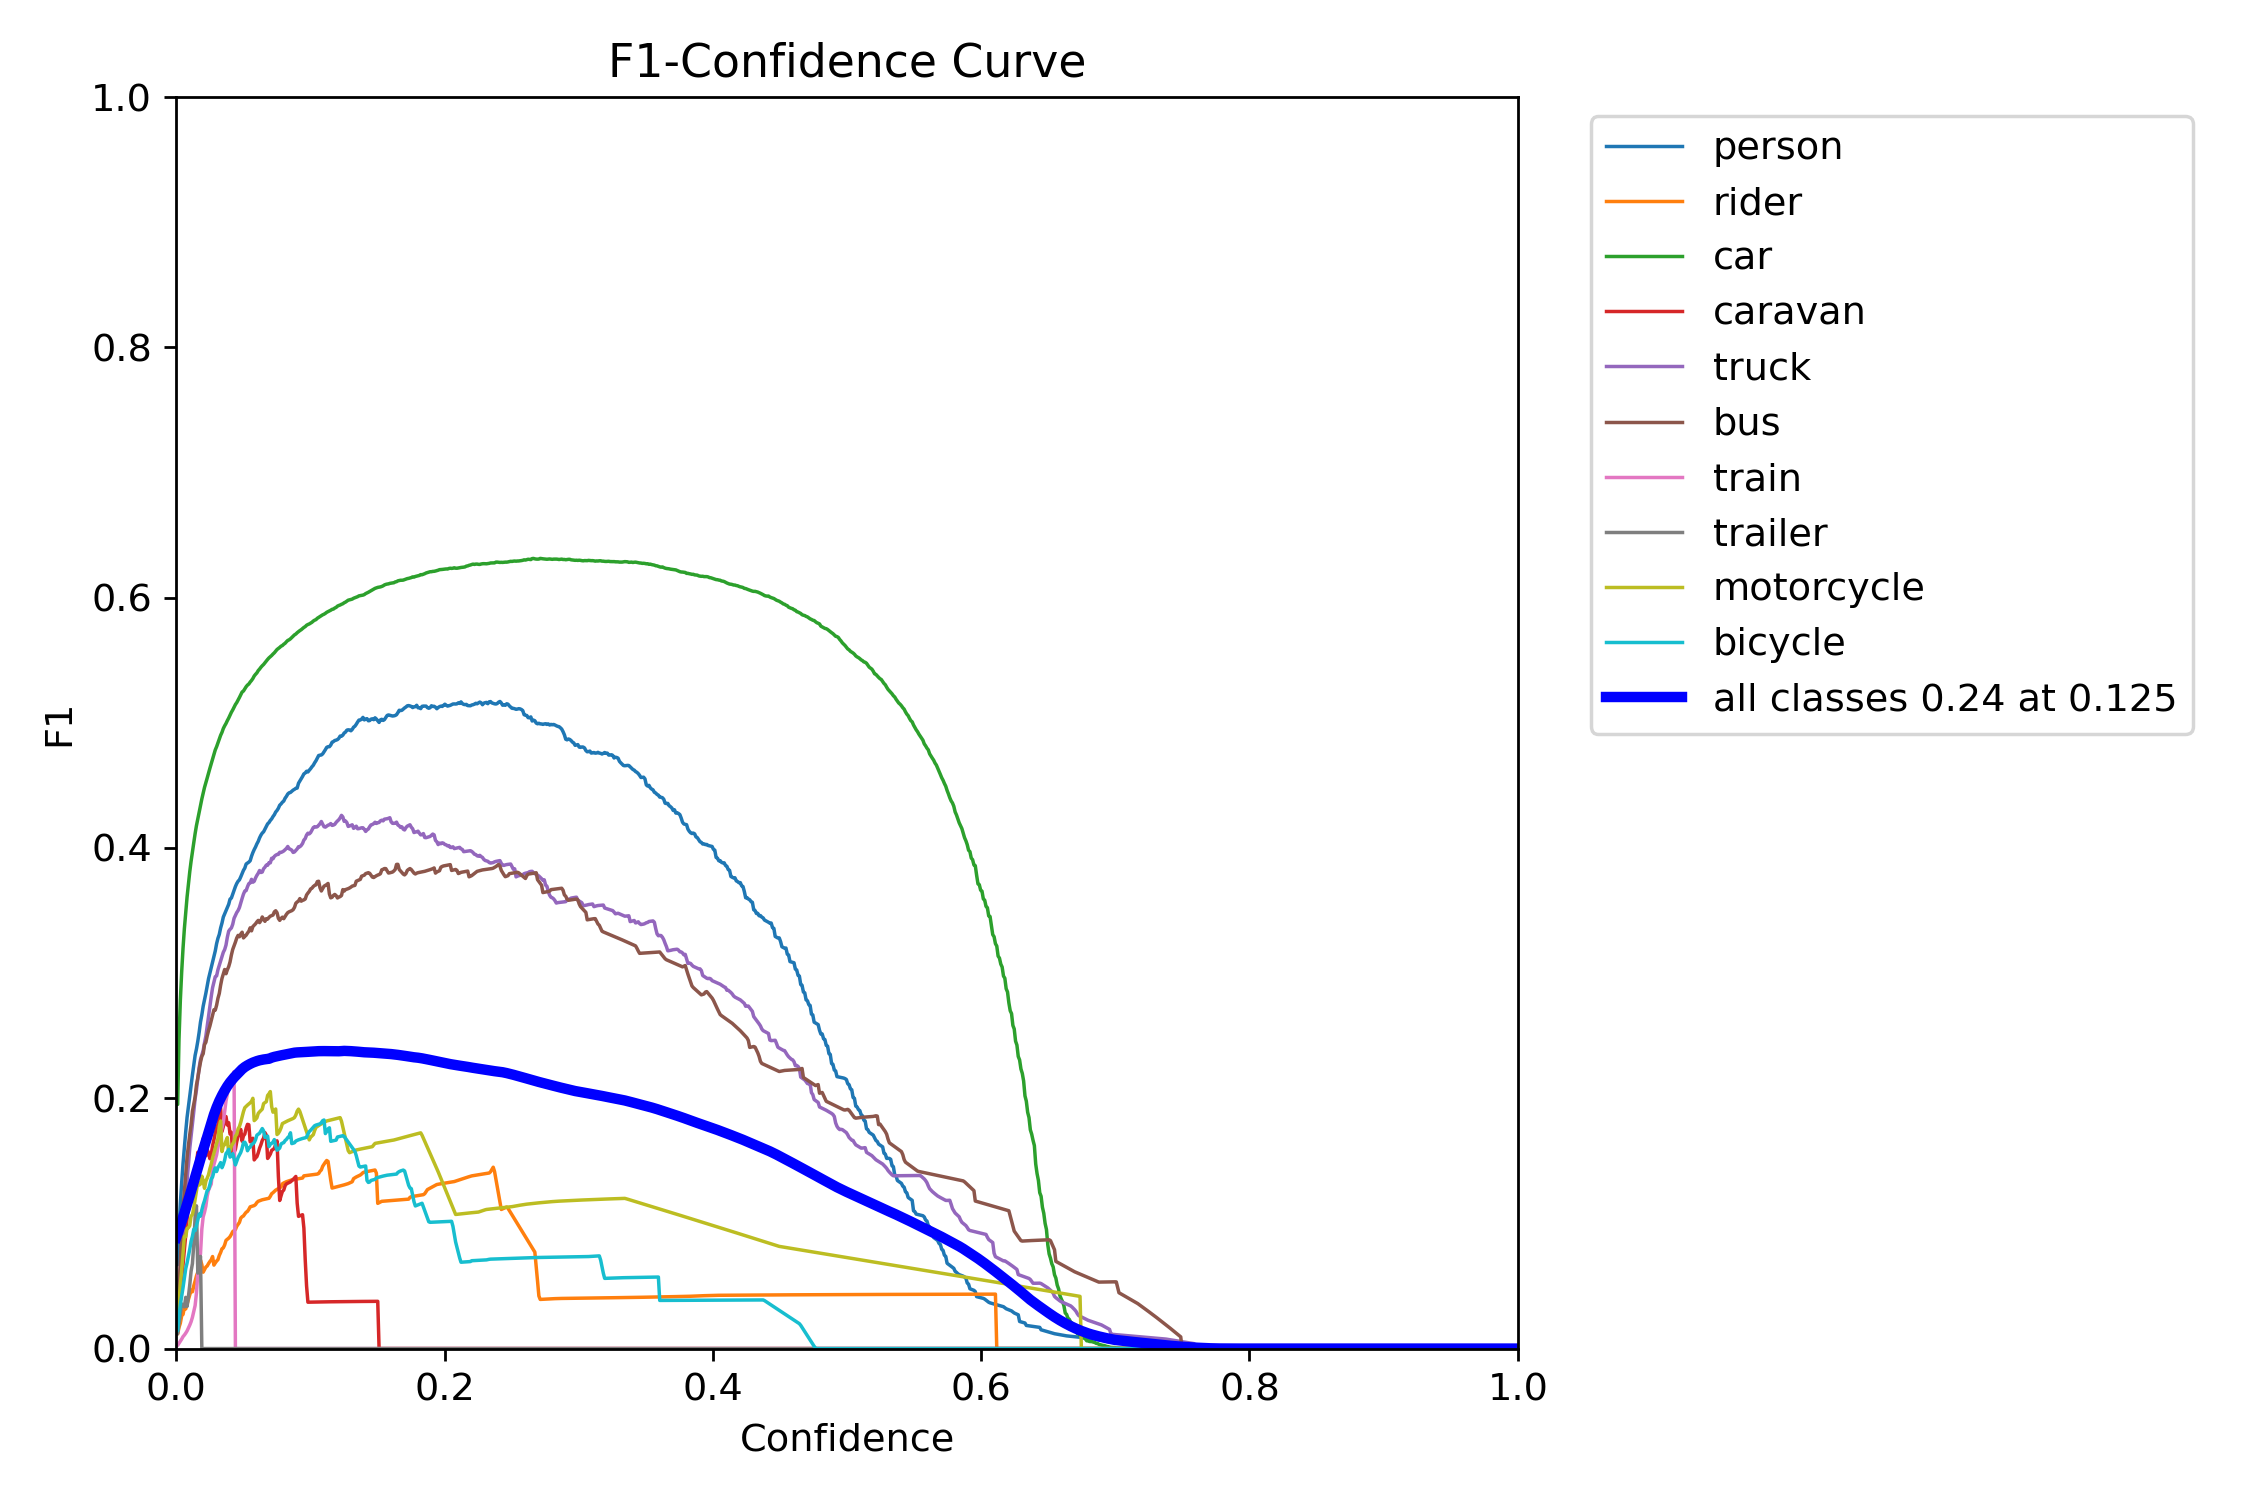 F1-Confidence Curve
1.0
0.8
0.6
0.4
0.2
0.0
F1
0.0 0.2 0.4 0.6 0.8 1.0
Confidence
person
rider
car
caravan
truck
bus
train
trailer
motorcycle
bicycle
all classes 0.24 at 0.125